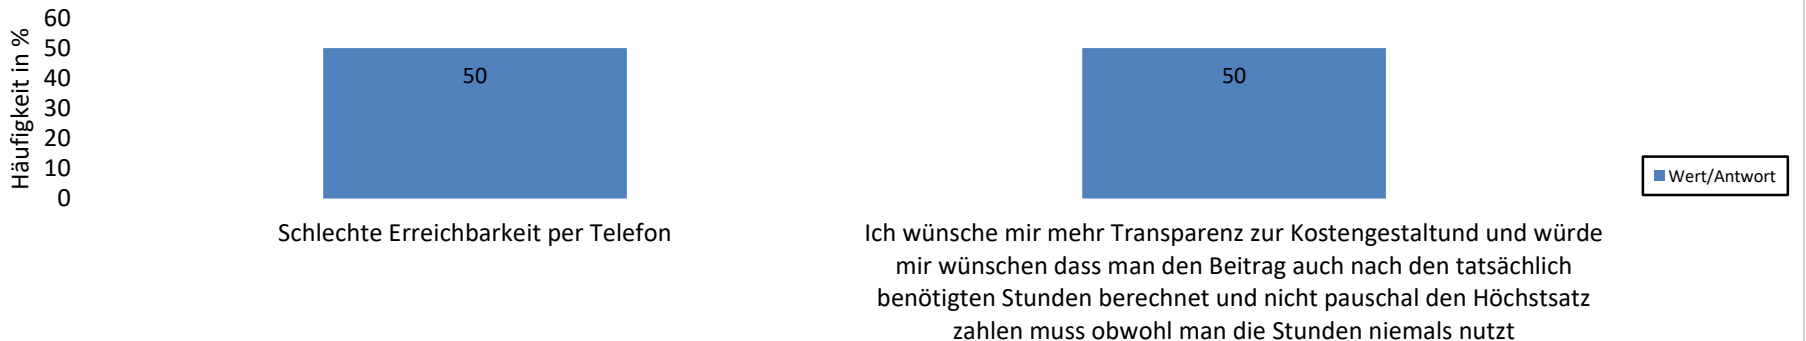 Häufigkeit in %
60
50
40
30
20
10
0
50
50
Schlechte Erreichbarkeit per Telefon
Ich wünsche mir mehr Transparenz zur Kostengestaltund und würde
mir wünschen dass man den Beitrag auch nach den tatsächlich
benötigten Stunden berechnet und nicht pauschal den Höchstsatz
zahlen muss obwohl man die Stunden niemals nutzt
Wert/Antwort